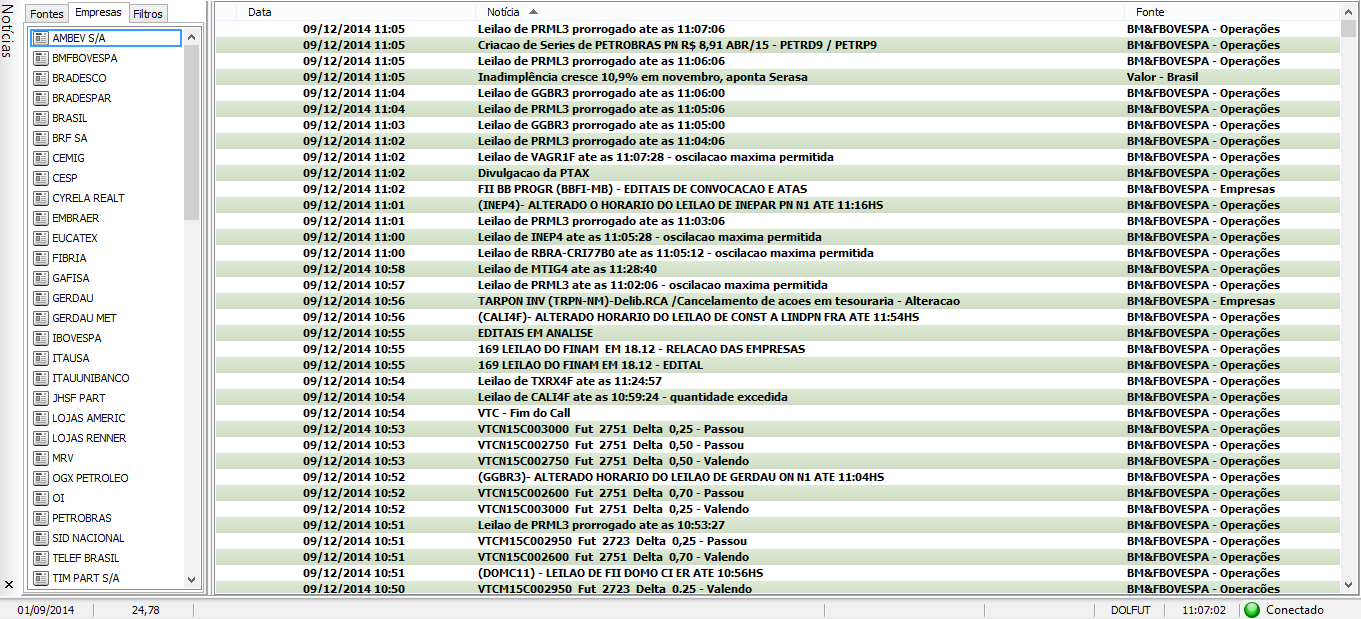 Notícias
Fontes Empresas Filtros
AMBEV S/A
BMFBOVESPA
BRADESCO
BRADESPAR
BRASIL
BRF SA
CEMIG
CESP
CYRELA REALT
EMBRAER
EUCATEX
FIBRIA
GAFISA
GERDAU
GERDAU MET
IBOVESPA
ITAUSA
ITAUUNIBANCO
JHSF PART
LOJAS AMERIC
LOJAS RENNER
MRV
OGX PETROLEO
OI
PETROBRAS
SID NACIONAL
TELEF BRASIL
TIM PART S/A
Data Notícia Fonte
09/12/2014 11:05 Leilao de PRML3 prorrogado ate as 11:07:06 BM&FBOVESPA - Operações
09/12/2014 11:05 Criacao de Series de PETROBRAS PN R$ 8,91 ABR/15 - PETRD9 / PETRP9 BM&FBOVESPA - Operações
09/12/2014 11:05 Leilao de PRML3 prorrogado ate as 11:06:06 BM&FBOVESPA - Operações
09/12/2014 11:05 Inadimplência cresce 10,9% em novembro, aponta Serasa Valor - Brasil
09/12/2014 11:04 Leilao de GGBR3 prorrogado ate as 11:06:00 BM&FBOVESPA - Operações
09/12/2014 11:04 Leilao de PRML3 prorrogado ate as 11:05:06 BM&FBOVESPA - Operações
09/12/2014 11:03 Leilao de GGBR3 prorrogado ate as 11:05:00 BM&FBOVESPA - Operações
09/12/2014 11:02 Leilao de PRML3 prorrogado ate as 11:04:06 BM&FBOVESPA - Operações
09/12/2014 11:02 Leilao de VAGR1F ate as 11:07:28 - oscilacao maxima permitida BM&FBOVESPA - Operações
09/12/2014 11:02 Divulgacao da PTAX BM&FBOVESPA - Operações
09/12/2014 11:02 FII BB PROGR (BBFI-MB) - EDITAIS DE CONVOCACAO E ATAS BM&FBOVESPA - Empresas
09/12/2014 11:01 (INEP4)- ALTERADO O HORARIO DO LEILAO DE INEPAR PN N1 ATE 11:16HS BM&FBOVESPA - Operações
09/12/2014 11:01 Leilao de PRML3 prorrogado ate as 11:03:06 BM&FBOVESPA - Operações
09/12/2014 11:00 Leilao de INEP4 ate as 11:05:28 - oscilacao maxima permitida BM&FBOVESPA - Operações
09/12/2014 11:00 Leilao de RBRA-CRI77B0 ate as 11:05:12 - oscilacao maxima permitida BM&FBOVESPA - Operações
09/12/2014 10:58 Leilao de MTIG4 ate as 11:28:40 BM&FBOVESPA - Operações
09/12/2014 10:57 Leilao de PRML3 ate as 11:02:06 - oscilacao maxima permitida BM&FBOVESPA - Operações
09/12/2014 10:56 TARPON INV (TRPN-NM)-Delib.RCA /Cancelamento de acoes em tesouraria - Alteracao BM&FBOVESPA - Empresas
09/12/2014 10:56 (CALI4F)- ALTERADO HORARIO DO LEILAO DE CONST A LINDPN FRA ATE 11:54HS BM&FBOVESPA - Operações
09/12/2014 10:55 EDITAIS EM ANALISE BM&FBOVESPA - Operações
09/12/2014 10:55 169 LEILAO DO FINAM EM 18.12 - RELACAO DAS EMPRESAS BM&FBOVESPA - Operações
09/12/2014 10:55 169 LEILAO DO FINAM EM 18.12 - EDITAL BM&FBOVESPA - Operações
09/12/2014 10:54 Leilao de TXRX4F ate as 11:24:57 BM&FBOVESPA - Operações
09/12/2014 10:54 Leilao de CALI4F ate as 10:59:24 - quantidade excedida BM&FBOVESPA - Operações
09/12/2014 10:54 VTC - Fim do Call BM&FBOVESPA - Operações
09/12/2014 10:53 VTCN15C003000 Fut 2751 Delta 0,25 - Passou BM&FBOVESPA - Operações
09/12/2014 10:53 VTCN15C002750 Fut 2751 Delta 0,50 - Passou BM&FBOVESPA - Operações
09/12/2014 10:53 VTCN15C002750 Fut 2751 Delta 0,50 - Valendo BM&FBOVESPA - Operações
09/12/2014 10:52 (GGBR3)- ALTERADO HORARIO DO LEILAO DE GERDAU ON N1 ATE 11:04HS BM&FBOVESPA - Operações
09/12/2014 10:52 VTCN15C002600 Fut 2751 Delta 0,70 - Passou BM&FBOVESPA - Operações
09/12/2014 10:52 VTCN15C003000 Fut 2751 Delta 0,25 - Valendo BM&FBOVESPA - Operações
09/12/2014 10:51 Leilao de PRML3 prorrogado ate as 10:53:27 BM&FBOVESPA - Operações
09/12/2014 10:51 VTCM15C002950 Fut 2723 Delta 0,25 - Passou BM&FBOVESPA - Operações
09/12/2014 10:51 VTCN15C002600 Fut 2751 Delta 0,70 - Valendo BM&FBOVESPA - Operações
09/12/2014 10:51 (DOMC11) - LEILAO DE FII DOMO CI ER ATE 10:56HS BM&FBOVESPA - Operações
09/12/2014 10:50 VTCM15C002950 Fut 2723 Delta 0.25 - Valendo BM&FBOVESPA - Operações
01/09/2014 24,78 DOLFUT 11:07:02 Conectado